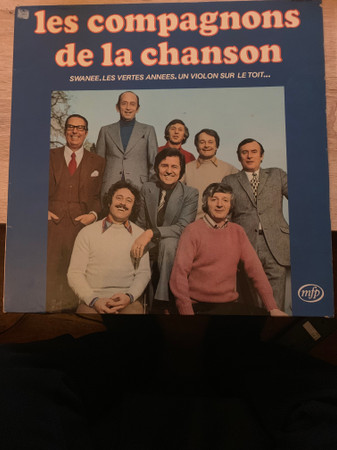 les compagnons
de la chanson
SWANEE. LES VERTES ANNEES. UN VIOLON SUR LE TOIT...
mfp